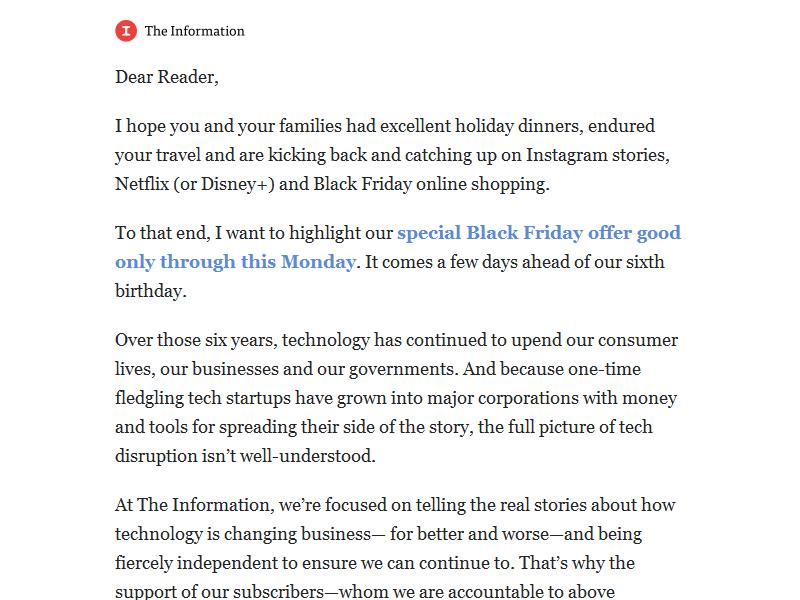 The Information
Dear Reader,
I hope you and your families had excellent holiday dinners, endured
your travel and are kicking back and catching up on Instagram stories,
Netflix (or Disney+) and Black Friday online shopping.
To that end, I want to highlight our special Black Friday offer good
only through this Monday. It comes a few days ahead of our sixth
birthday.
Over those six years, technology has continued to upend our consumer
lives, our businesses and our governments. And because one-time
fledgling tech startups have grown into major corporations with money
and tools for spreading their side of the story, the full picture of tech
disruption isn’t well-understood.
At The Information, we’re focused on telling the real stories about how
technology is changing business— for better and worse—and being
fiercely independent to ensure we can continue to. That’s why the
support of our subscribers—whom we are accountable to above